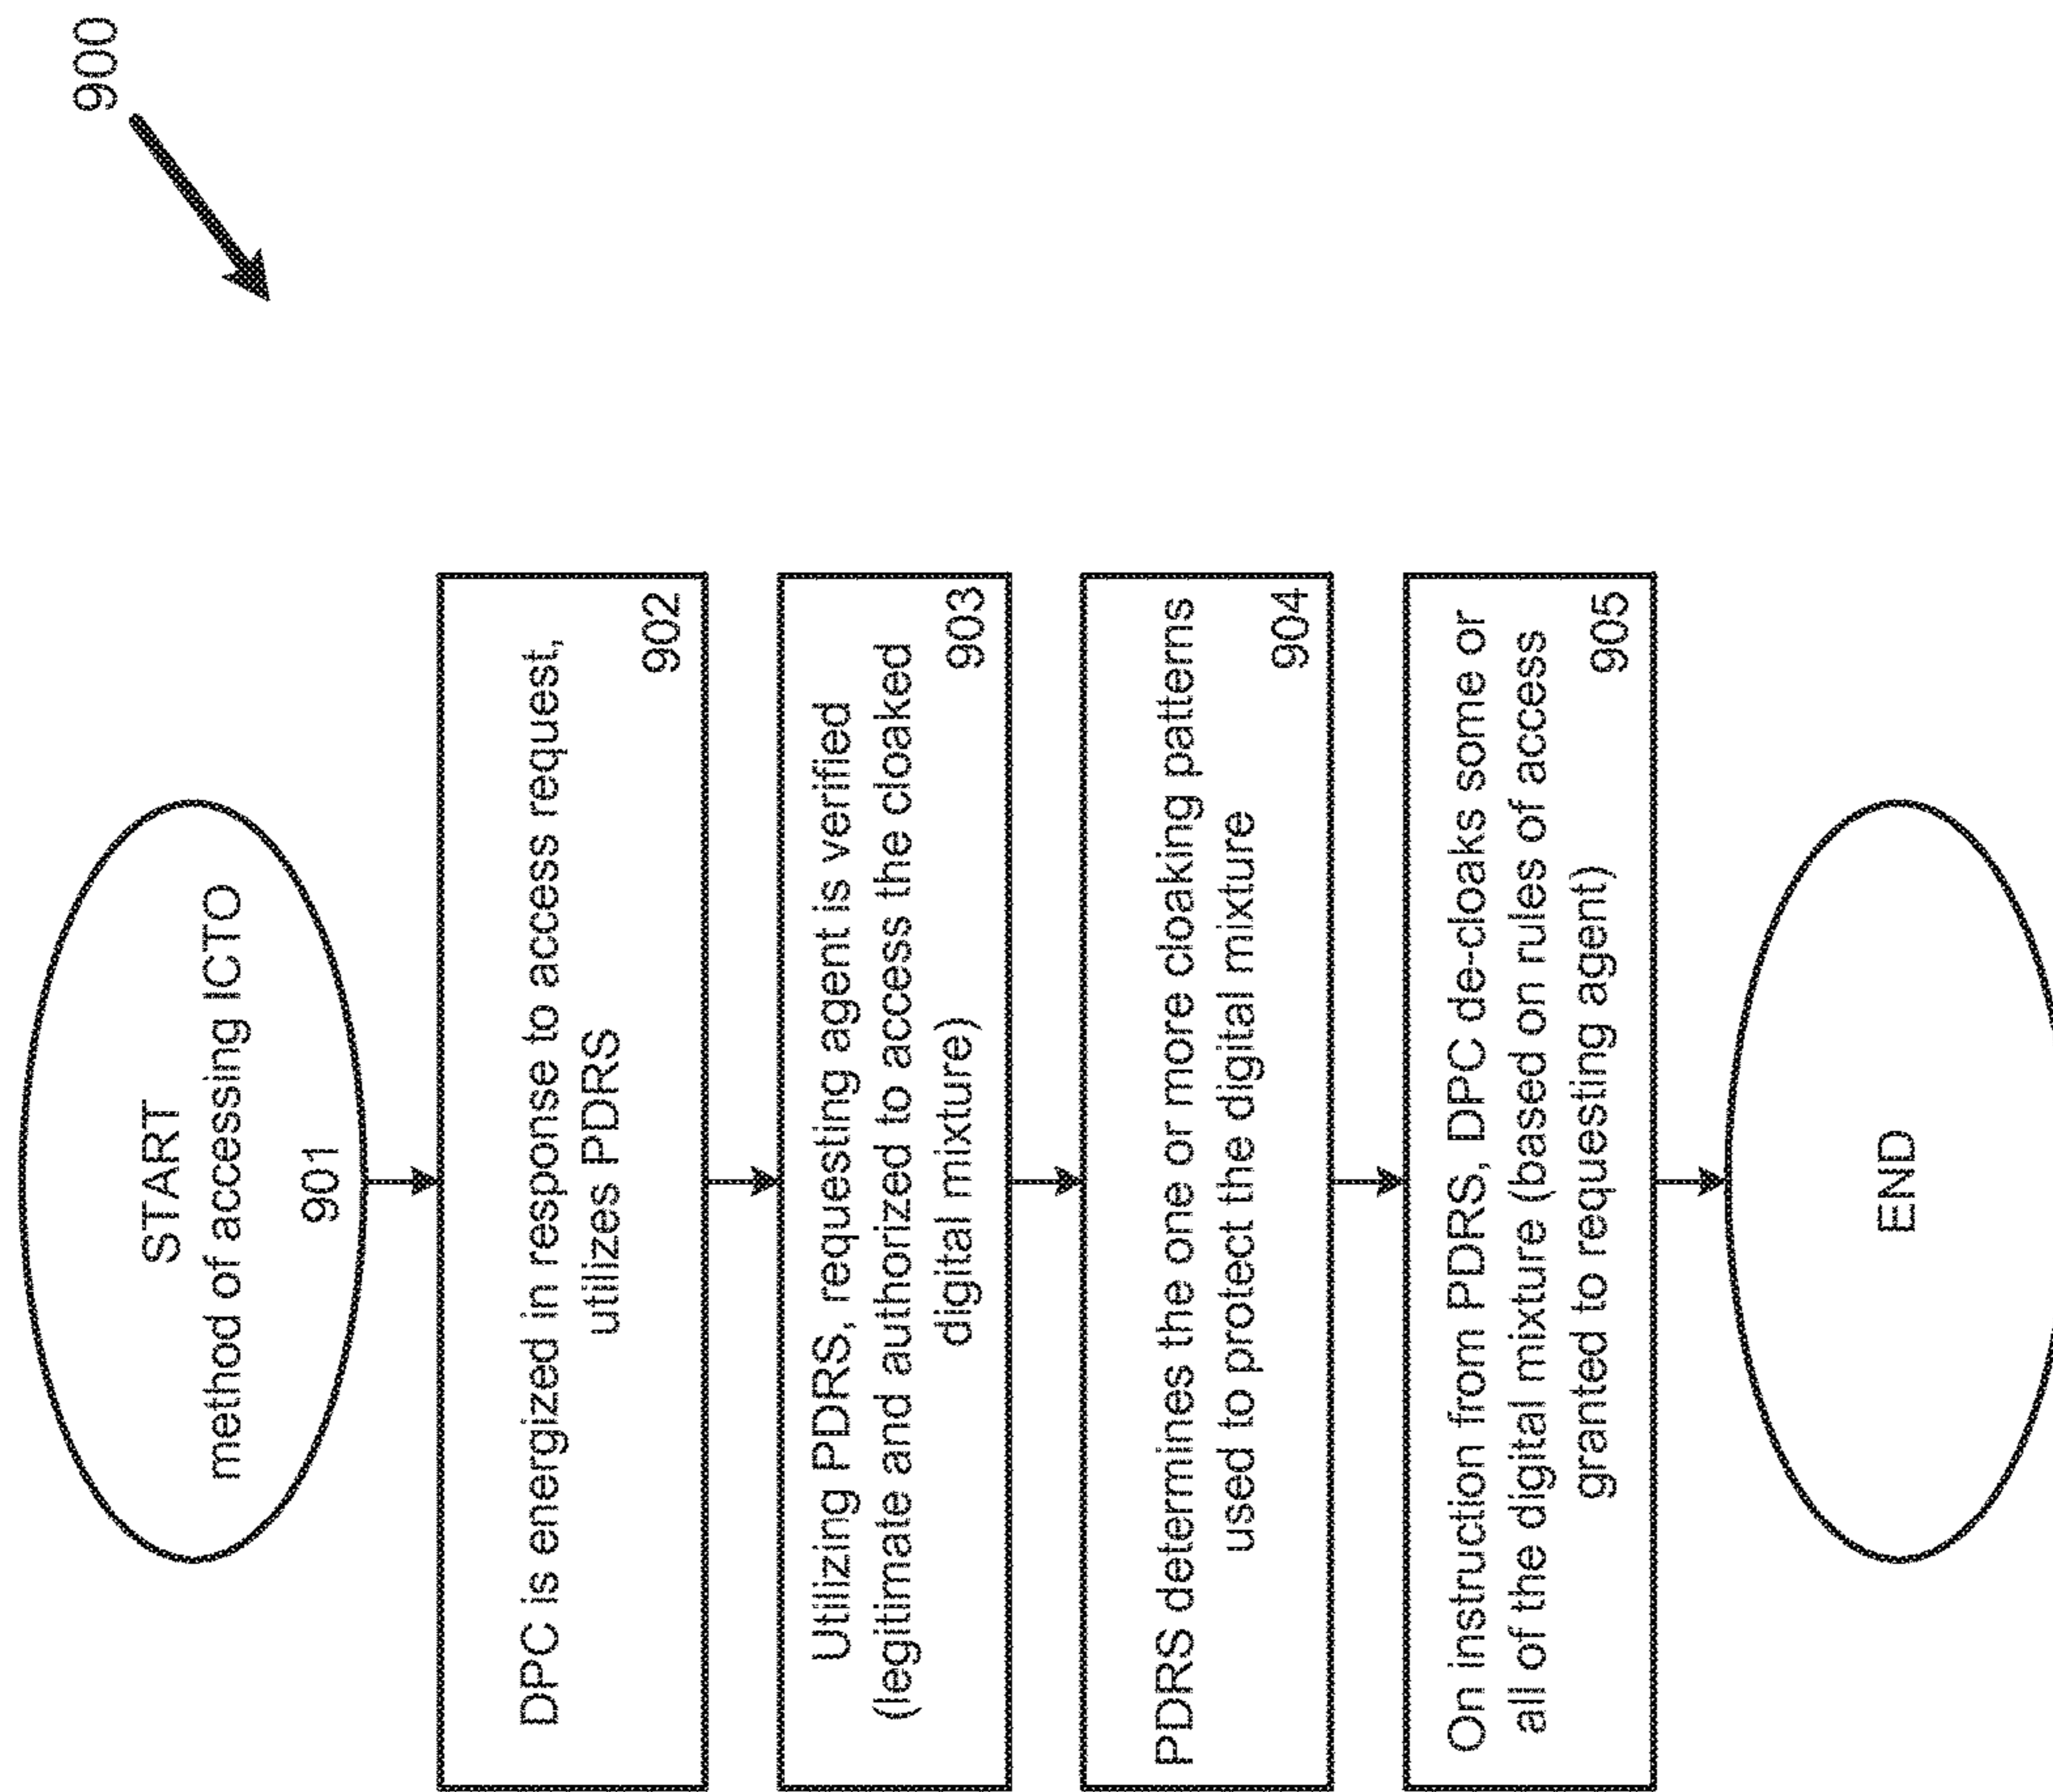 900
START
method of accessing ICTO
901
DPC is energized in response to access request,
utilizes PDRS
902
Utilizing PDRS, requesting agent is verified
(legitimate and authorized to access the cloaked
digital mixture)
903
PDRS determines the one or more cloaking patterns
used to protect the digital mixture
904
On instruction from PDRS, DPC de-cloaks some or
all of the digital mixture (based on rules of access
granted to requesting agent)
905
END